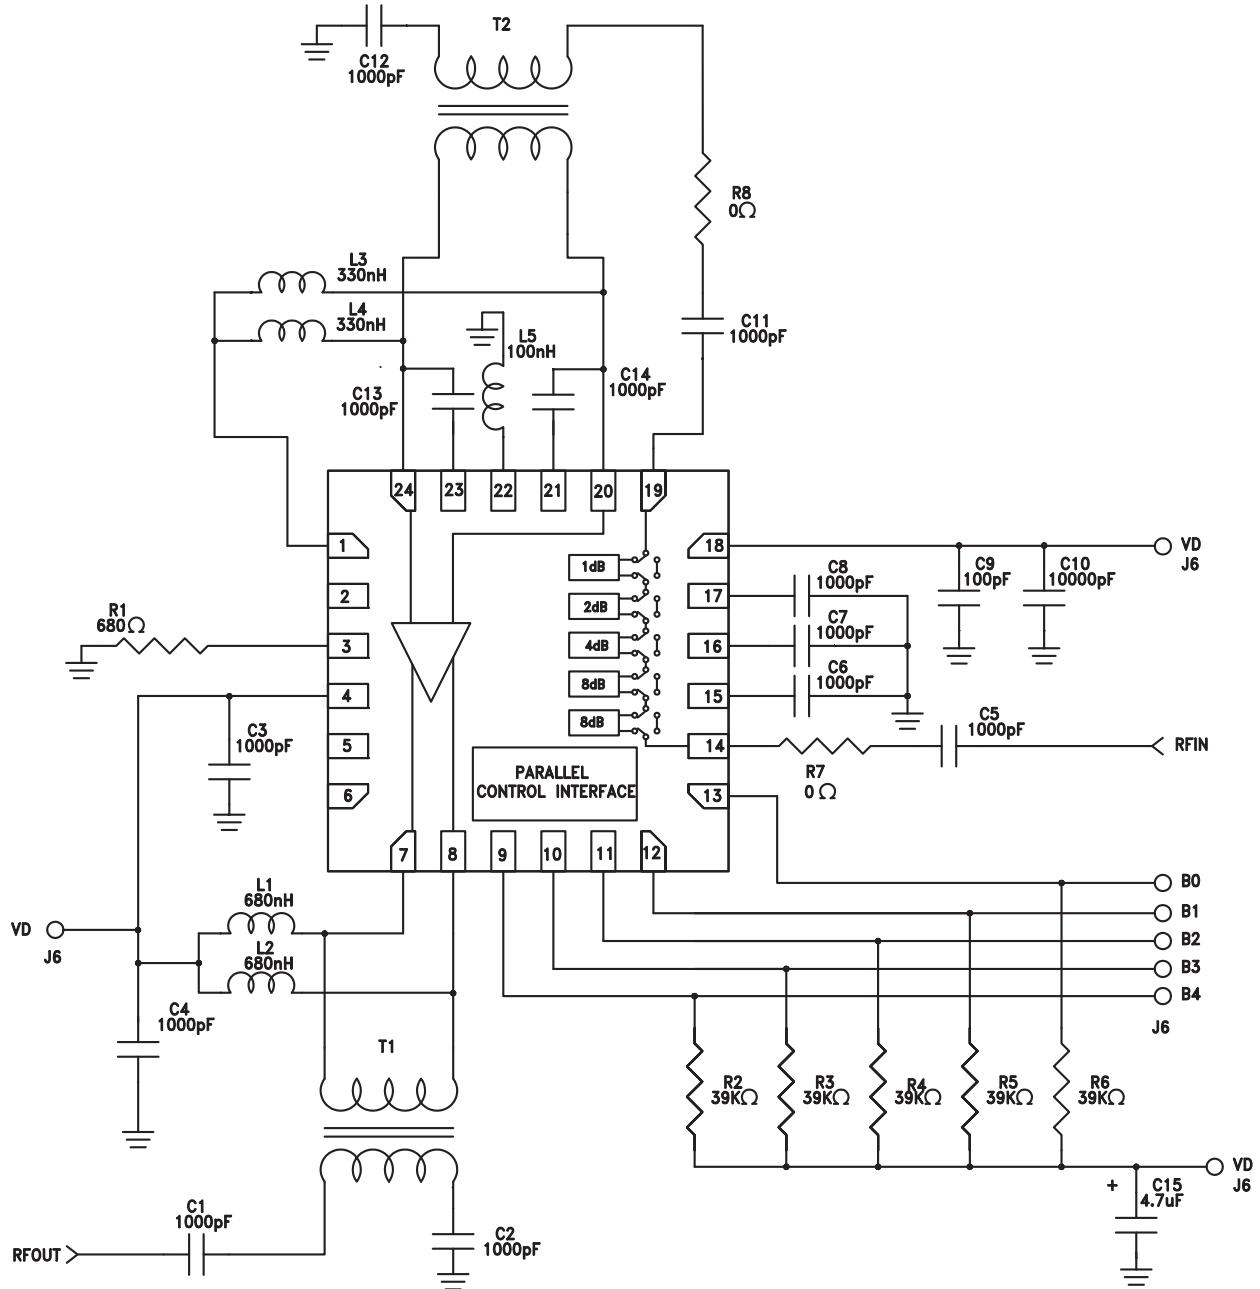 T2
C12
1000pF
R8
0Ω
L3
330nH
L4
330nH
L5
100nH
C11
1000pF
C13
1000pF
C14
1000pF
24
23
22
21
20
19
1
2
3
4
5
6
18
17
16
15
14
13
1dB
2dB
4dB
8dB
8dB
C8
1000pF
C7
1000pF
C6
1000pF
C9
100pF
C10
10000pF
VD
J6
R1
680Ω
C3
1000pF
C5
1000pF
RFIN
R7
0 Ω
PARALLEL
CONTROL INTERFACE
7
8
9
10
11
12
L1
680nH
L2
680nH
VD
J6
B0
B1
B2
B3
B4
J6
C4
1000pF
T1
R2
39KΩ
R3
39KΩ
R4
39KΩ
R5
39KΩ
R6
39KΩ
VD
J6
+
C15
4.7uF
C1
1000pF
C2
1000pF
RFOUT